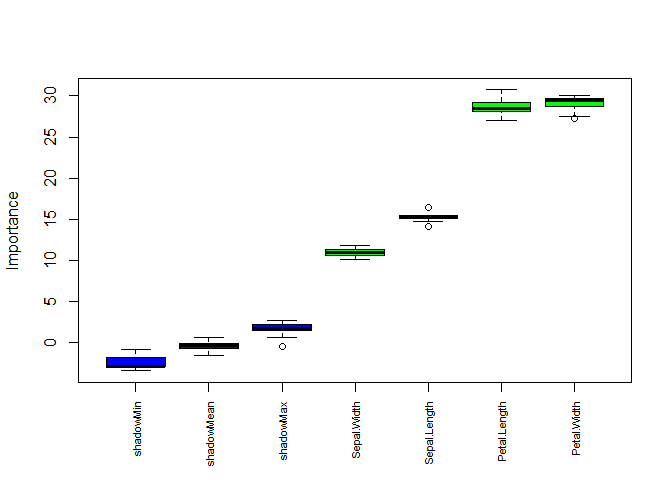 Importance
30
25
20
15
10
5
0
shadowMin
shadowMean
shadowMax
Sepal.Width
Sepal.Length
Petal.Length
Petal.Width